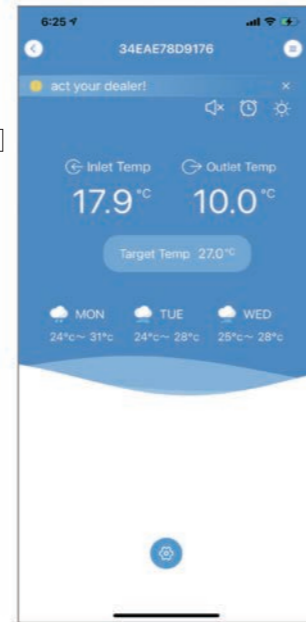 6:25
34EAE78D9176
act your dealer! ×
Inlet Temp Outlet Temp
17.9°C 10.0°C
Target Temp 27.0°C
MON TUE WED
24°c~ 31°c 24°c~ 28°c 25°c~ 28°c